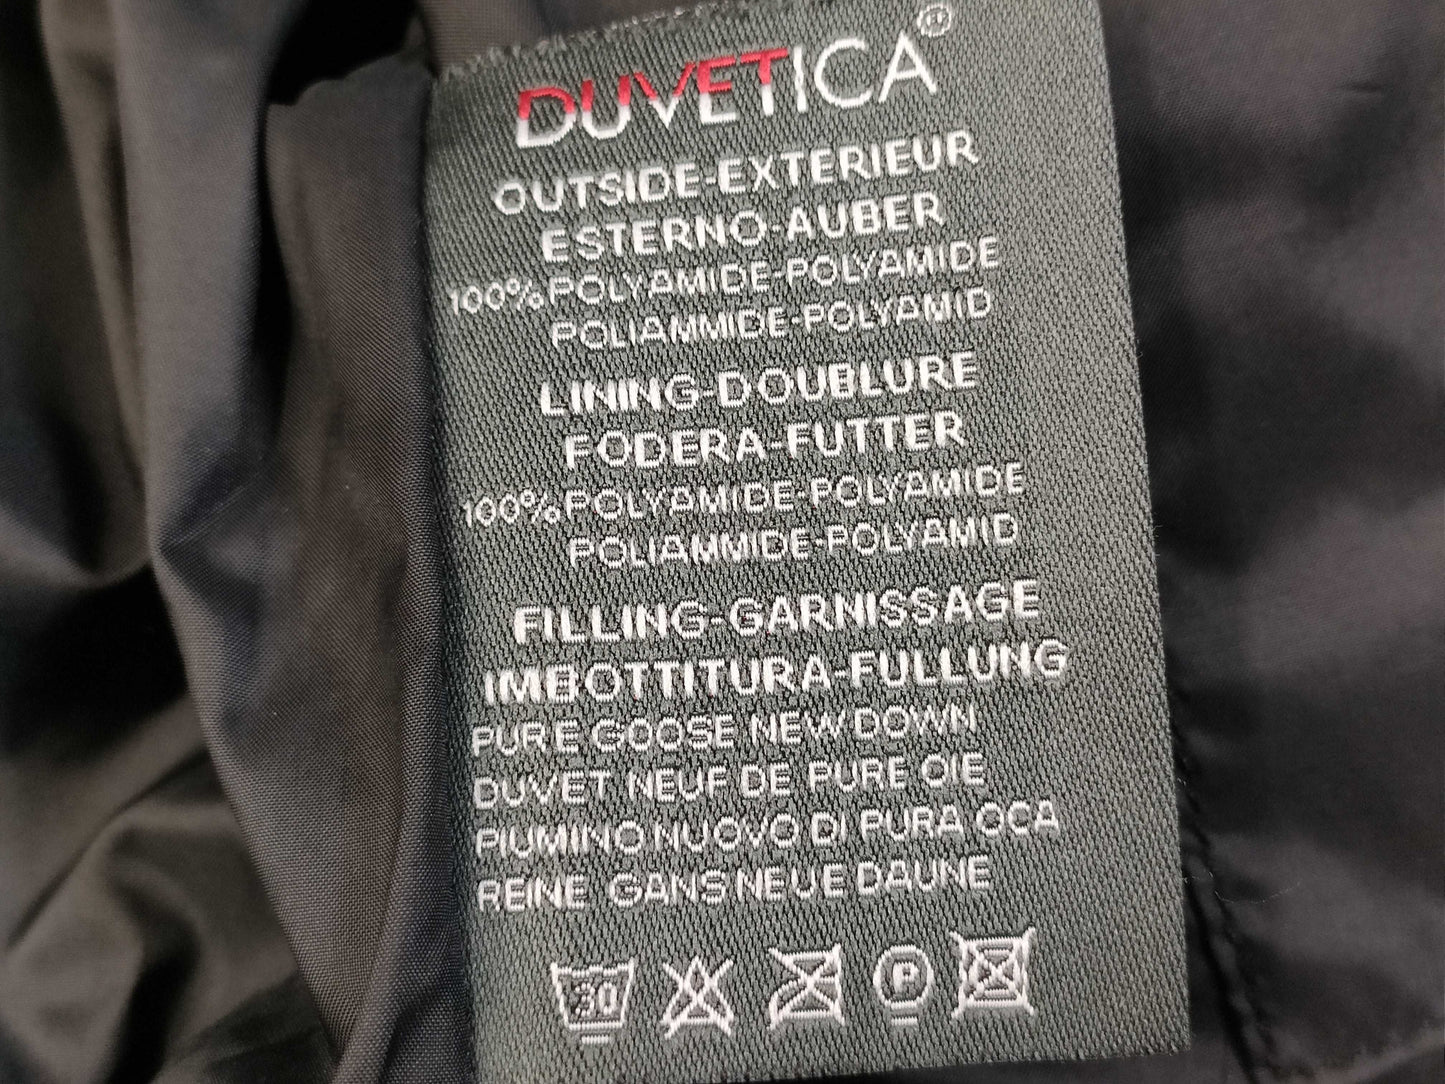 DUVETICA®
OUTSIDE-EXTERIEUR
ESTERNO-AUBER
100%POLYAMIDE-POLYAMIDE
POLIAMMIDE-POLYAMID
LINING-DOUBLURE
FODERA-FUTTER
100%POLYAMIDE-POLYAMIDE
POLIAMMIDE-POLYAMID
FILLING-GARNISSAGE
IMBOTTITURA-FULLUNG
PURE GOOSE NEW DOWN
DUVET NEUF DE PURE OIE
PIUMINO NUOVO DI PURA OCA
REINE GANS NEUE DAUNE
30 P